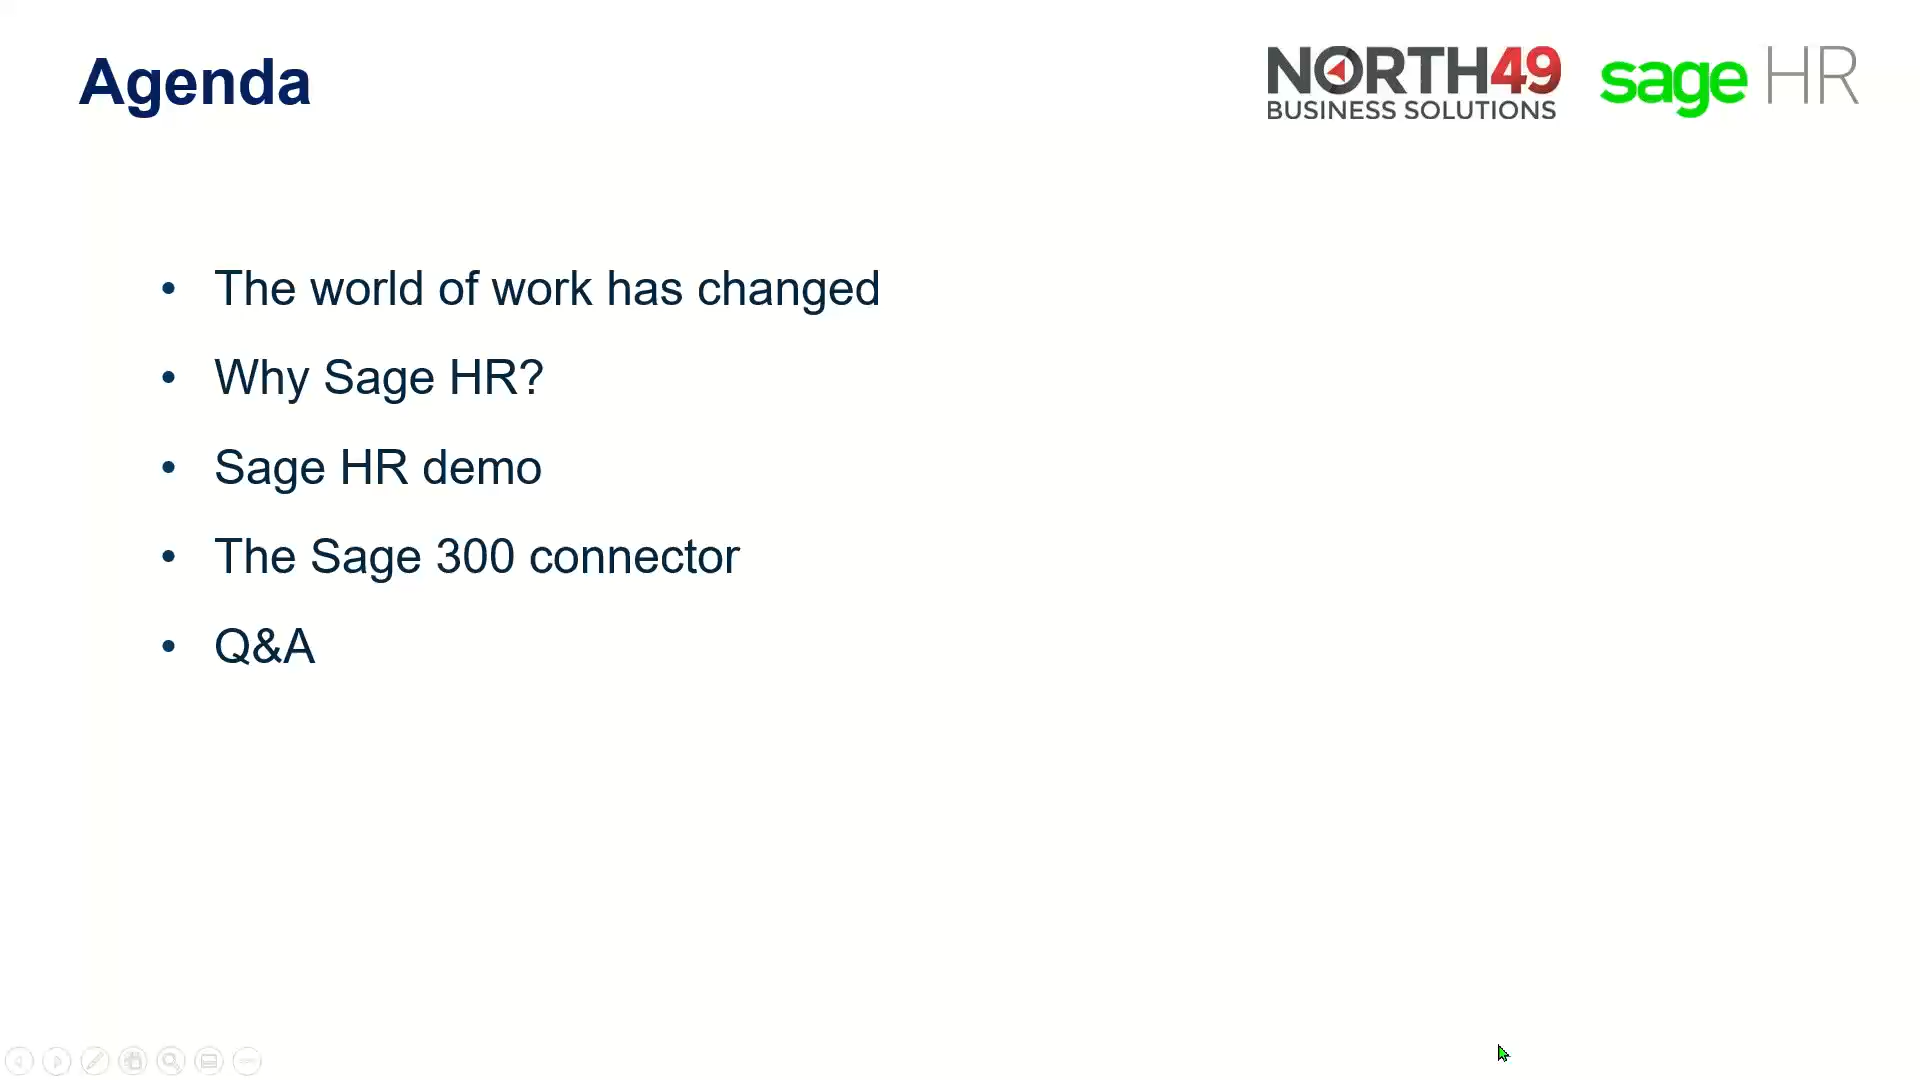 Agenda
NORTH49
BUSINESS SOLUTIONS
sage HR
• The world of work has changed
• Why Sage HR?
• Sage HR demo
• The Sage 300 connector
• Q&A